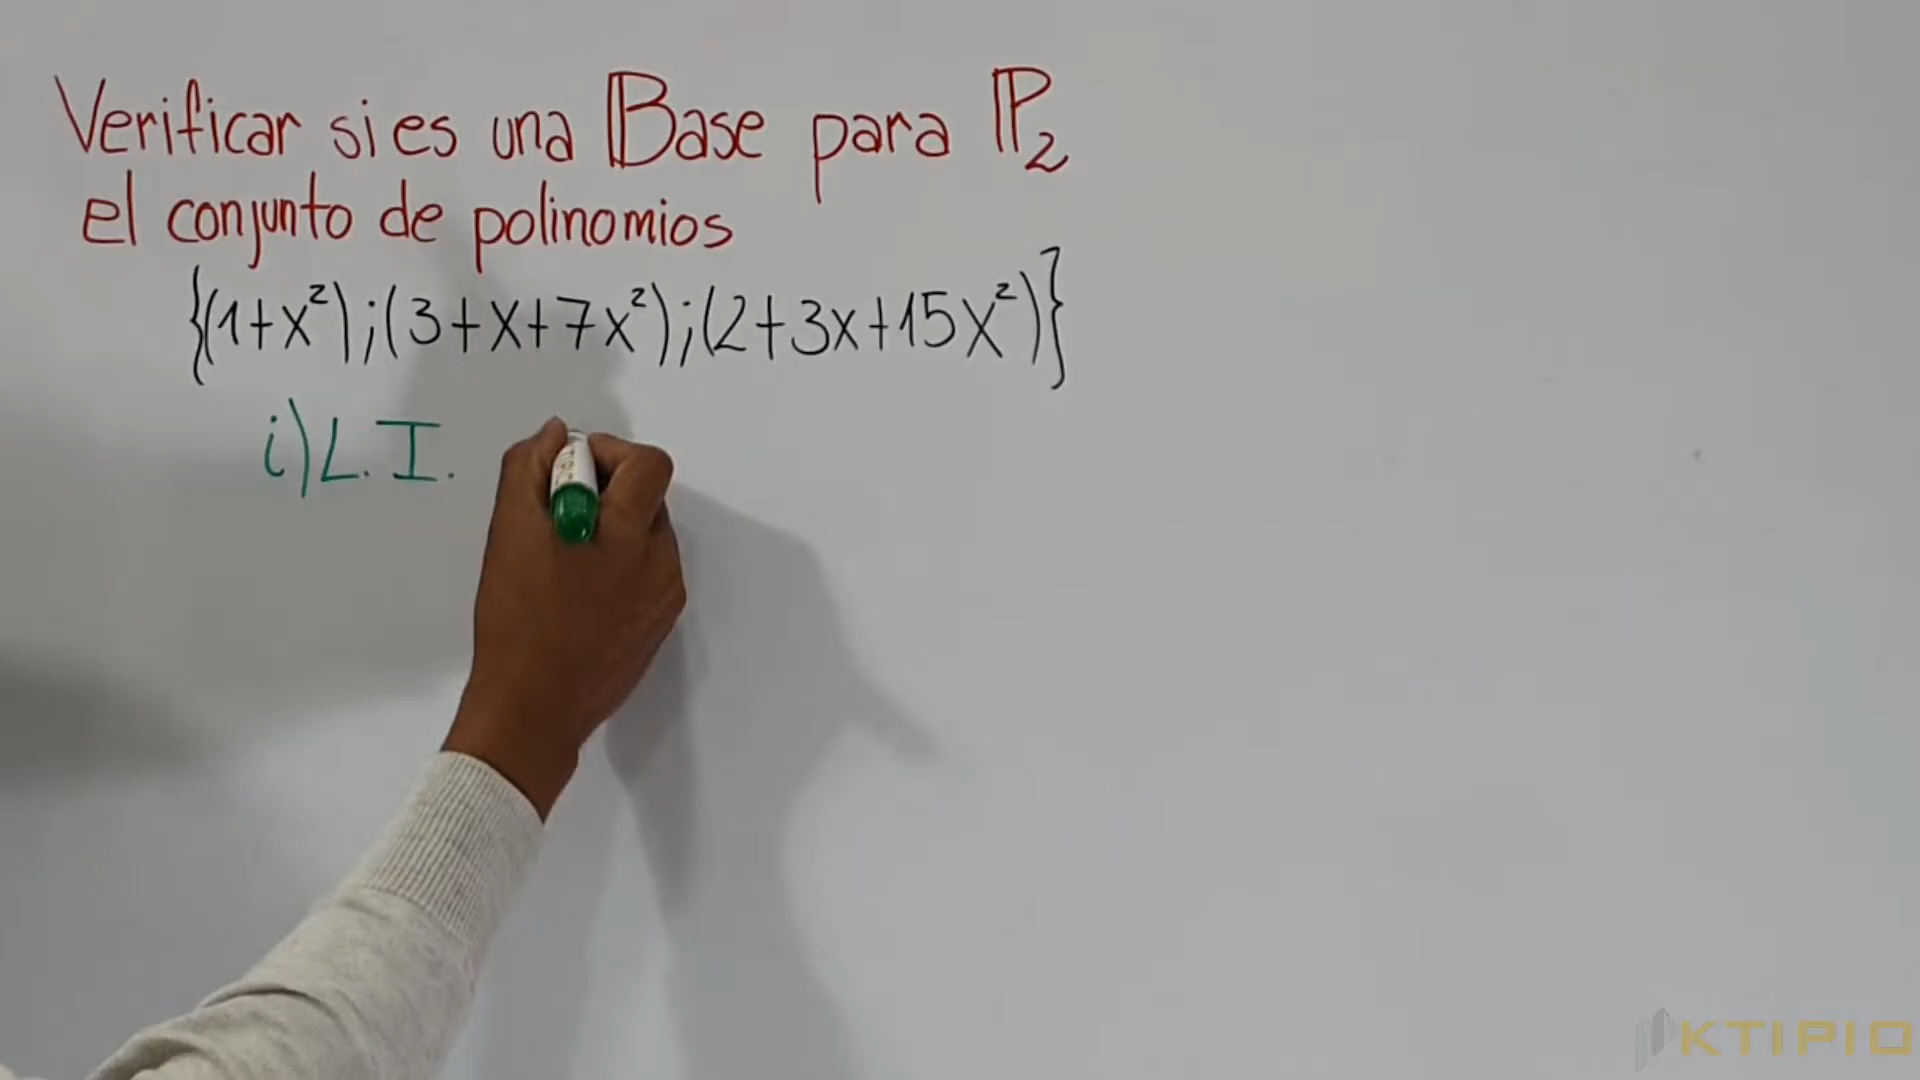 Verificar si es una Base para ℙ₂
el conjunto de polinomios
{(1+x²);(3+x+7x²);(2+3x+15x²)}
i) L. I.
KTIPIO